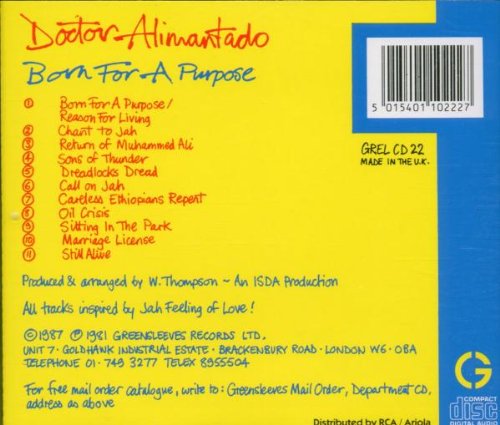 Doctor Alimantado
Born For A Purpose
1 Born For A Purpose/
Reason For Living
2 Chant to Jah
3 Return of Muhammed Ali
4 Sons of Thunder
5 Dreadlocks Dread
6 Call on Jah
7 Careless Ethiopians Repent
8 Oil Crisis
9 Sitting In The Park
10 Marriage License
11 Still Alive
5 015401 102227
GREL CD 22
MADE IN THE U.K.
Produced & arranged by W. Thompson ~ An ISDA Production
All tracks inspired by Jah Feeling of Love!
©1987 ℗1981 GREENSLEEVES RECORDS LTD.
UNIT 7 · GOLDHAWK INDUSTRIAL ESTATE · BRACKENBURY ROAD · LONDON W6 · OBA
TELEPHONE 01 · 749 3277 TELEX 8955504
For free mail order catalogue, write to: Greensleeves Mail Order, Department CD,
address as above
G
COMPACT
disc
DIGITAL AUDIO
Distributed by RCA / Ariola